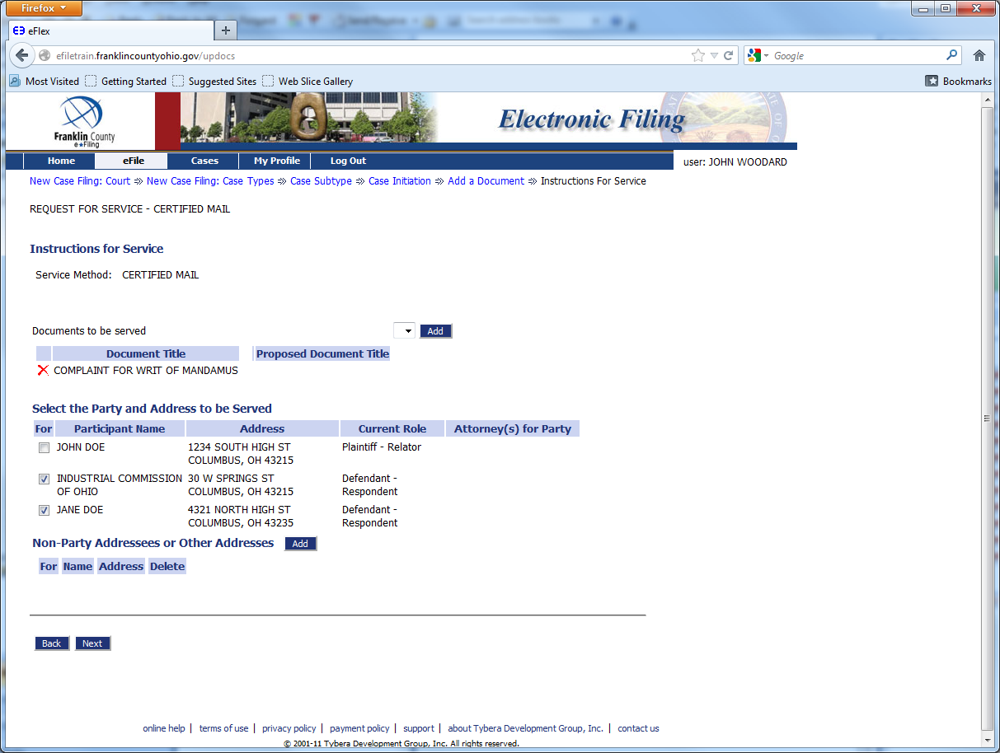 Firefox
eFlex
efiletrain.franklincountyohio.gov/updocs
Google
Most Visited Getting Started Suggested Sites Web Slice Gallery Bookmarks
Franklin County
e★Filing
Electronic Filing
Home eFile Cases My Profile Log Out user: JOHN WOODARD
New Case Filing: Court ⇒ New Case Filing: Case Types ⇒ Case Subtype ⇒ Case Initiation ⇒ Add a Document ⇒ Instructions For Service
REQUEST FOR SERVICE - CERTIFIED MAIL
Instructions for Service
Service Method: CERTIFIED MAIL
Documents to be served Add
Document Title Proposed Document Title
COMPLAINT FOR WRIT OF MANDAMUS
Select the Party and Address to be Served
For Participant Name Address Current Role Attorney(s) for Party
JOHN DOE 1234 SOUTH HIGH ST Plaintiff - Relator
COLUMBUS, OH 43215
INDUSTRIAL COMMISSION 30 W SPRINGS ST Defendant -
OF OHIO COLUMBUS, OH 43215 Respondent
JANE DOE 4321 NORTH HIGH ST Defendant -
COLUMBUS, OH 43235 Respondent
Non-Party Addressees or Other Addresses Add
For Name Address Delete
Back Next
online help | terms of use | privacy policy | payment policy | support | about Tybera Development Group, Inc. | contact us
© 2001-11 Tybera Development Group, Inc. All rights reserved.